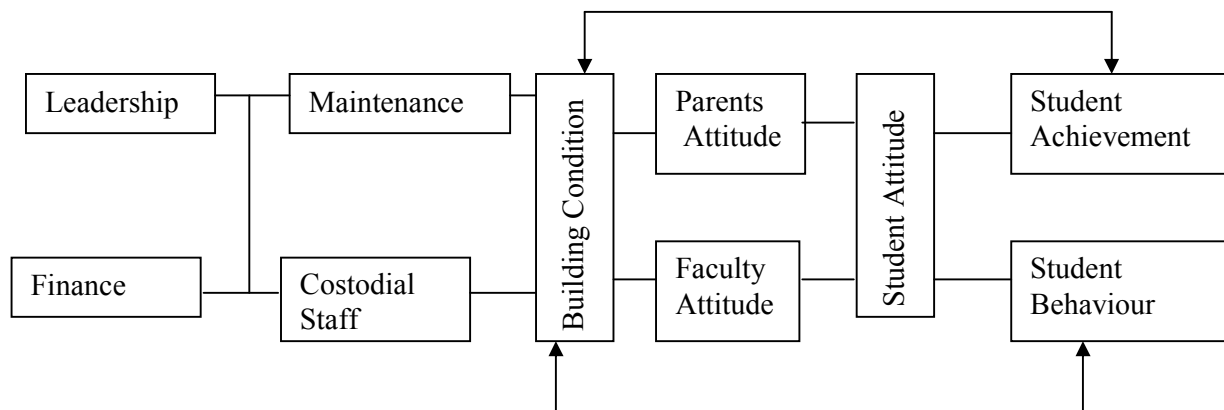 Leadership
Maintenance
Building Condition
Parents
Attitude
Student Attitude
Student
Achievement
Finance
Costodial
Staff
Faculty
Attitude
Student
Behaviour